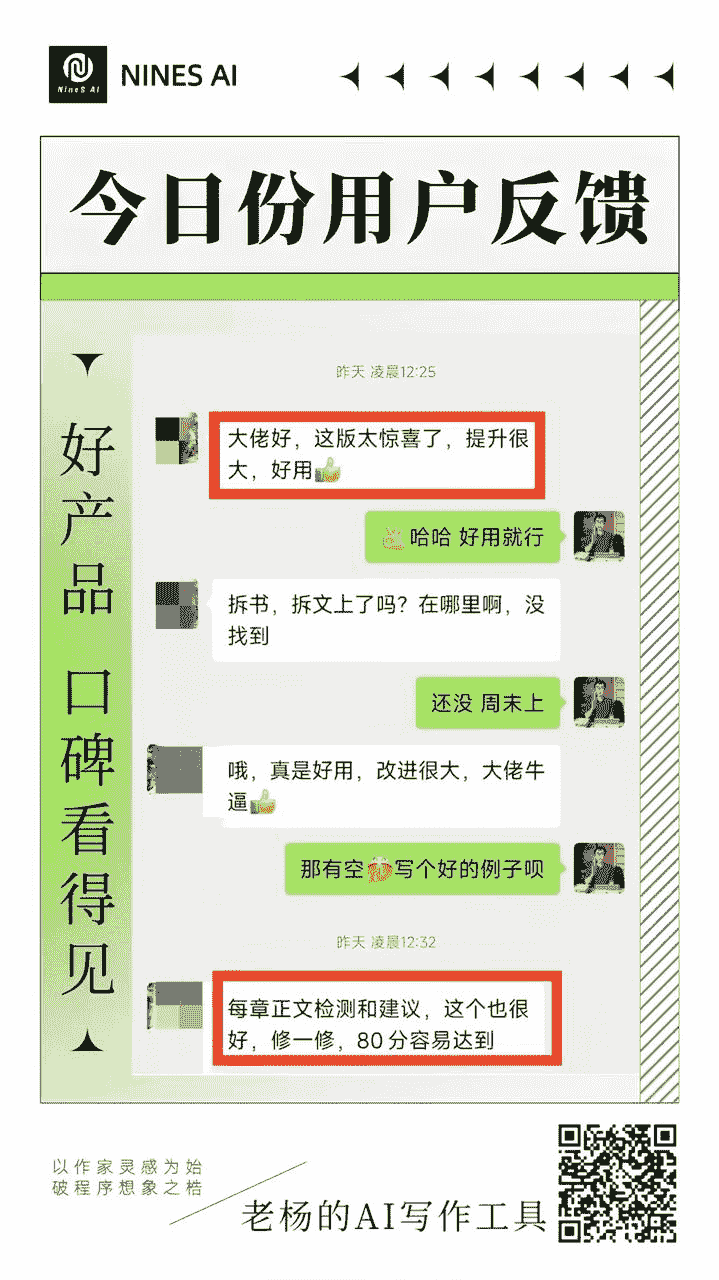 NineS AI
NINES AI
今日份用户反馈
好产品 口碑看得见
昨天 凌晨12:25
大佬好，这版太惊喜了，提升很
大，好用👍
哈哈 好用就行
拆书，拆文上了吗？在哪里啊，没
找到
还没 周末上
哦，真是好用，改进很大，大佬牛
逼👍
那有空写个好的例子呗
昨天 凌晨12:32
每章正文检测和建议，这个也很
好，修一修，80分容易达到
以作家灵感为始
破程序想象之梏
老杨的AI写作工具